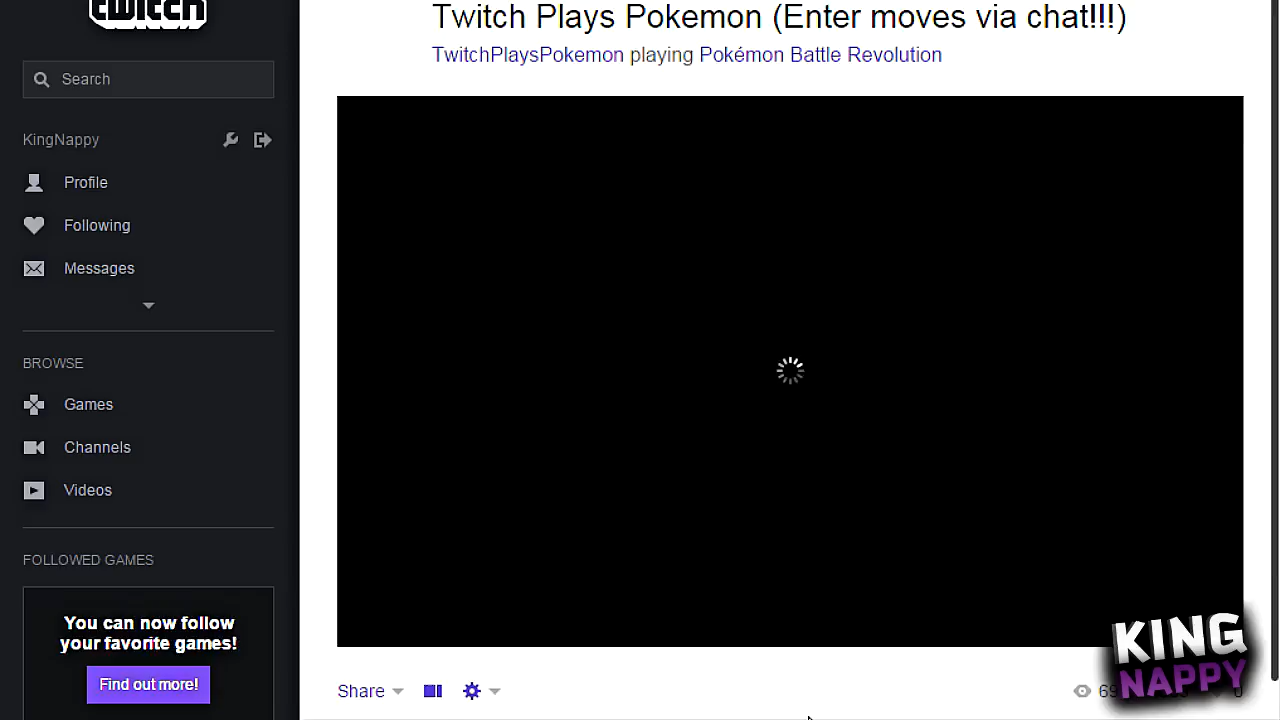 twitch
Twitch Plays Pokemon (Enter moves via chat!!!)
TwitchPlaysPokemon playing Pokémon Battle Revolution
Search
KingNappy
Profile
Following
Messages
BROWSE
Games
Channels
Videos
FOLLOWED GAMES
You can now follow
your favorite games!
Find out more!
Share
KING
NAPPY